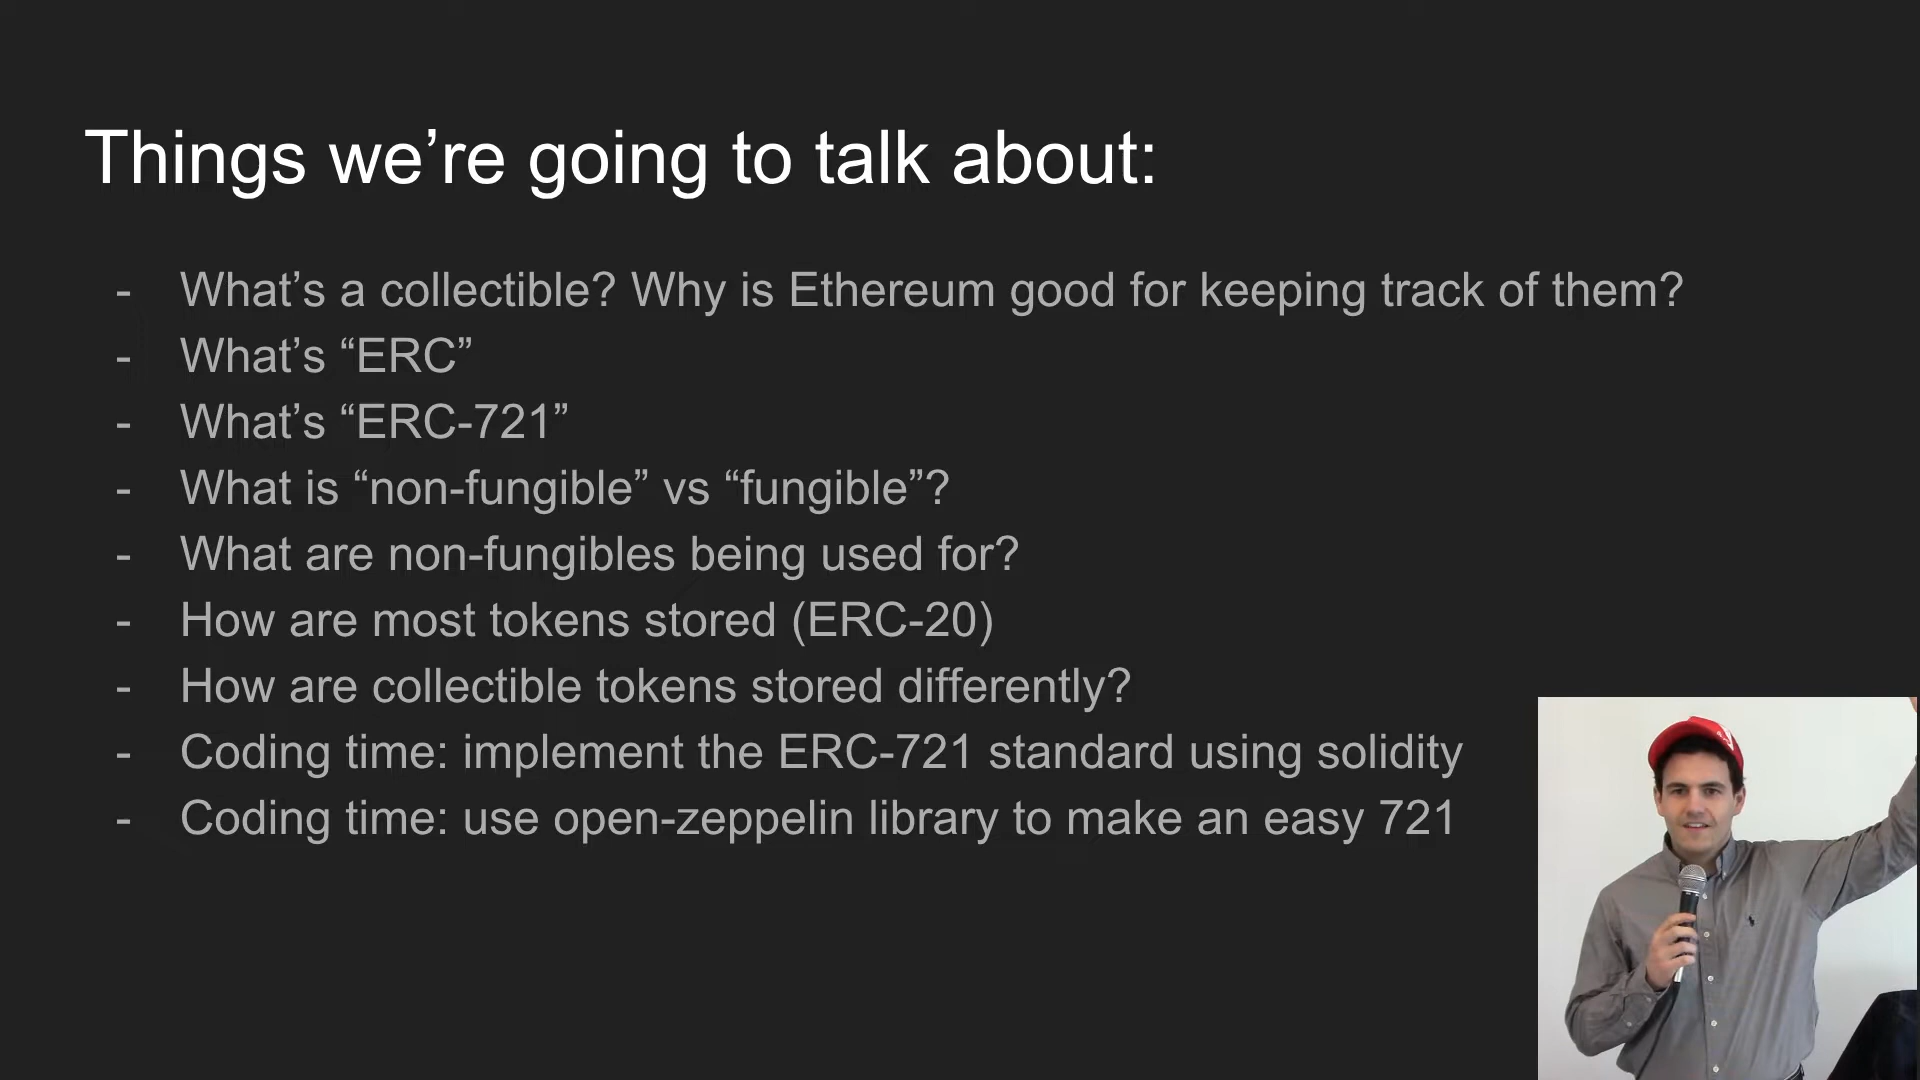 Things we’re going to talk about:
- What’s a collectible? Why is Ethereum good for keeping track of them?
- What’s “ERC”
- What’s “ERC-721”
- What is “non-fungible” vs “fungible”?
- What are non-fungibles being used for?
- How are most tokens stored (ERC-20)
- How are collectible tokens stored differently?
- Coding time: implement the ERC-721 standard using solidity
- Coding time: use open-zeppelin library to make an easy 721